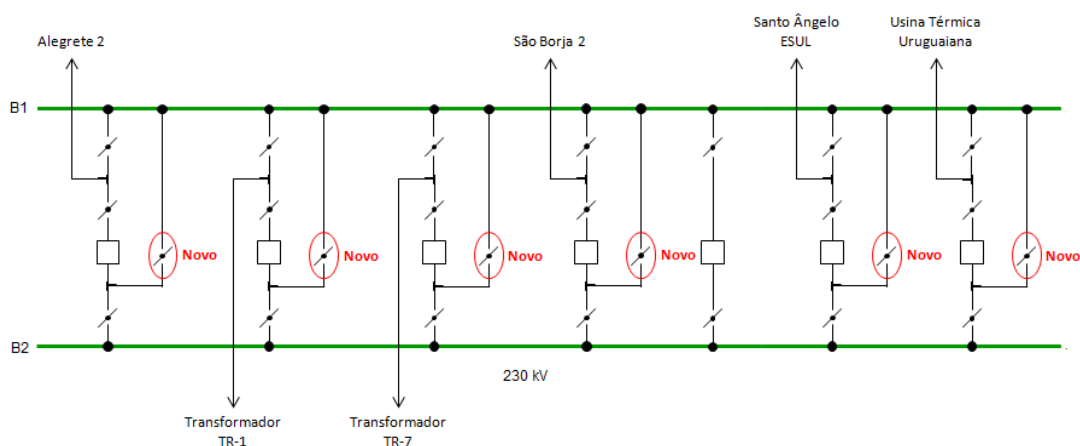 Alegrete 2
São Borja 2
Santo Ângelo
ESUL
Usina Térmica
Uruguaiana
B1
Novo
Novo
Novo
Novo
Novo
Novo
B2
230 kV
Transformador
TR-1
Transformador
TR-7